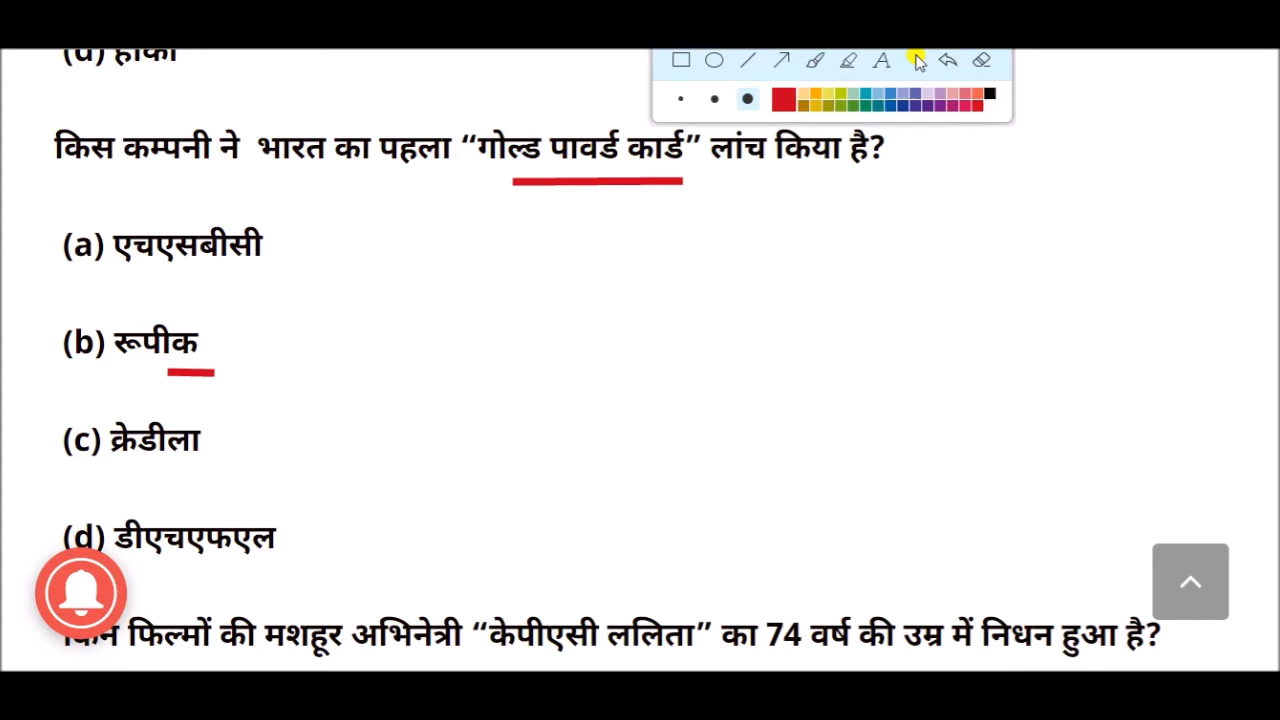 (d) हॉकी
किस कम्पनी ने भारत का पहला “गोल्ड पावर्ड कार्ड” लांच किया है?
(a) एचएसबीसी
(b) रूपीक
(c) क्रेडीला
(d) डीएचएफएल
किन फिल्मों की मशहूर अभिनेत्री “केपीएसी ललिता” का 74 वर्ष की उम्र में निधन हुआ है?